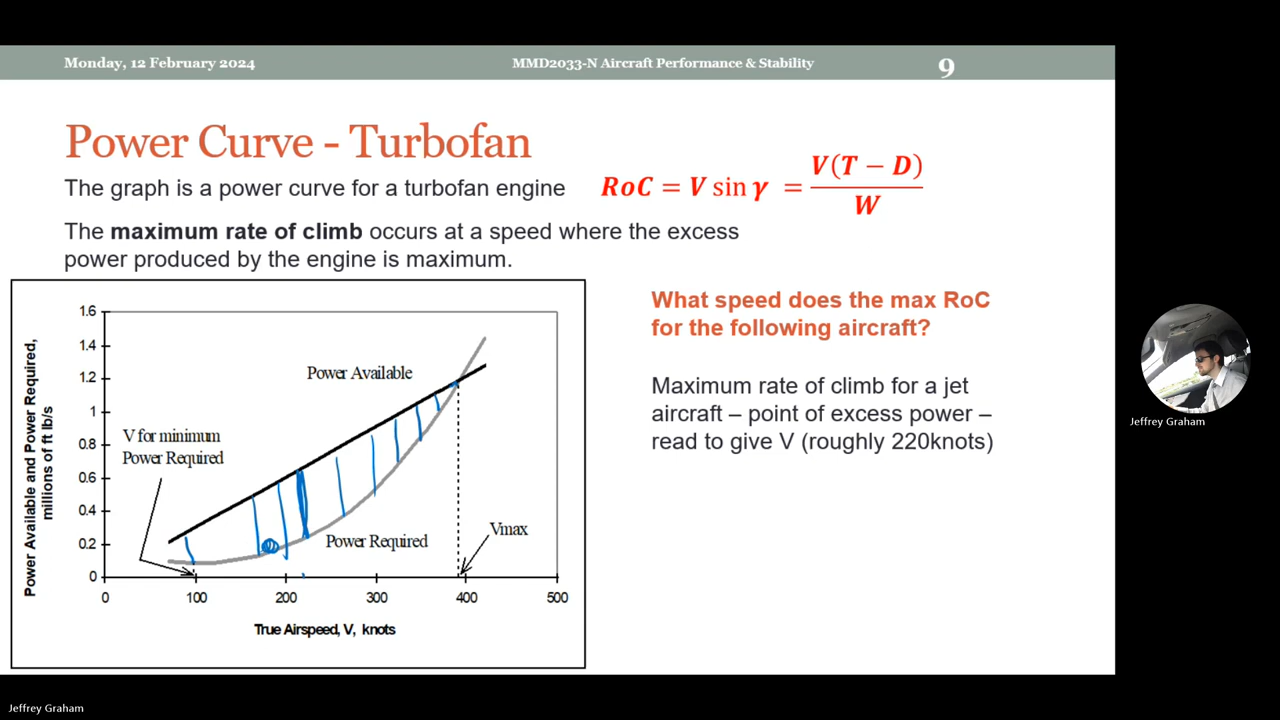 Monday, 12 February 2024
MMD2033-N Aircraft Performance & Stability
9
Power Curve - Turbofan
The graph is a power curve for a turbofan engine
RoC = V sin γ = V(T − D) / W
The maximum rate of climb occurs at a speed where the excess
power produced by the engine is maximum.
Power Available and Power Required,
millions of ft lb/s
1.6
1.4
1.2
1
0.8
0.6
0.4
0.2
0
Power Available
V for minimum
Power Required
Power Required
Vmax
0
100
200
300
400
500
True Airspeed, V, knots
What speed does the max RoC
for the following aircraft?
Maximum rate of climb for a jet
aircraft – point of excess power –
read to give V (roughly 220knots)
Jeffrey Graham
Jeffrey Graham